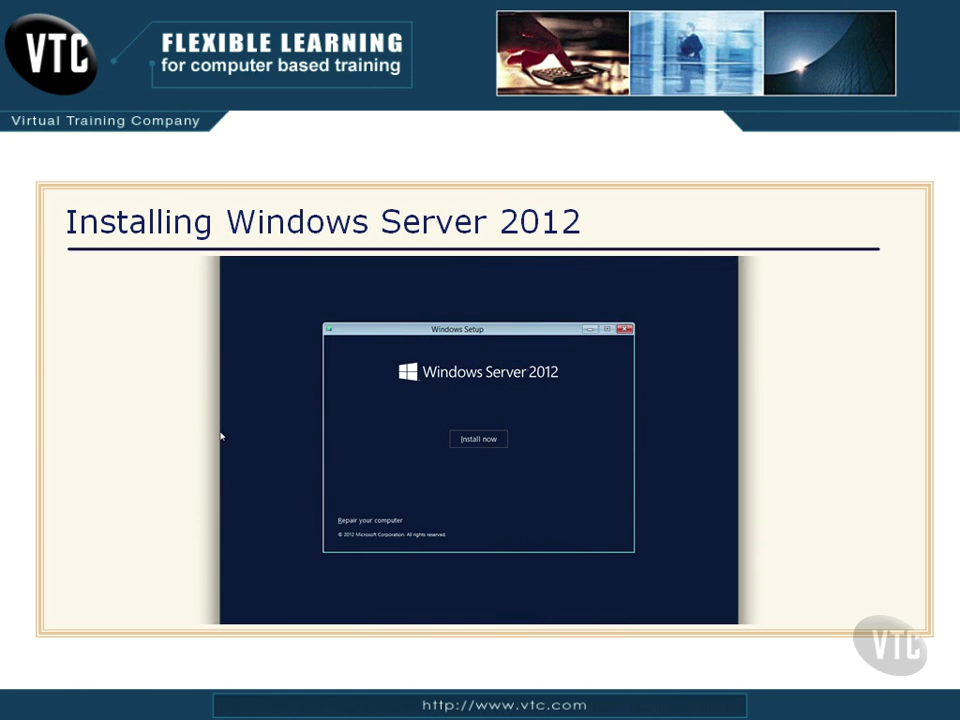 VTC
FLEXIBLE LEARNING
for computer based training
Virtual Training Company
Installing Windows Server 2012
Windows Setup
Windows Server 2012
Install now
Repair your computer
© 2012 Microsoft Corporation. All rights reserved.
VTC
http://www.vtc.com